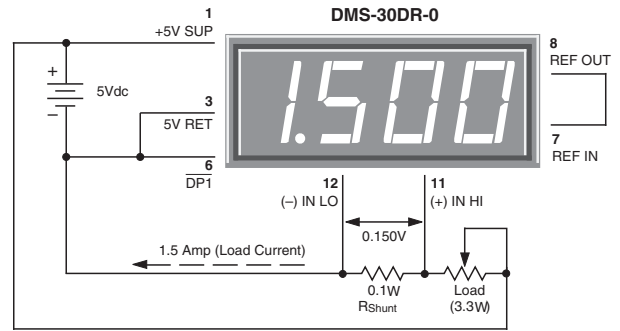 DMS-30DR-0
1
+5V SUP
8
REF OUT
+
5Vdc
–
3
5V RET
1.500
7
REF IN
6
DP1
12
(–) IN LO
11
(+) IN HI
0.150V
1.5 Amp (Load Current)
0.1W
RShunt
Load
(3.3W)